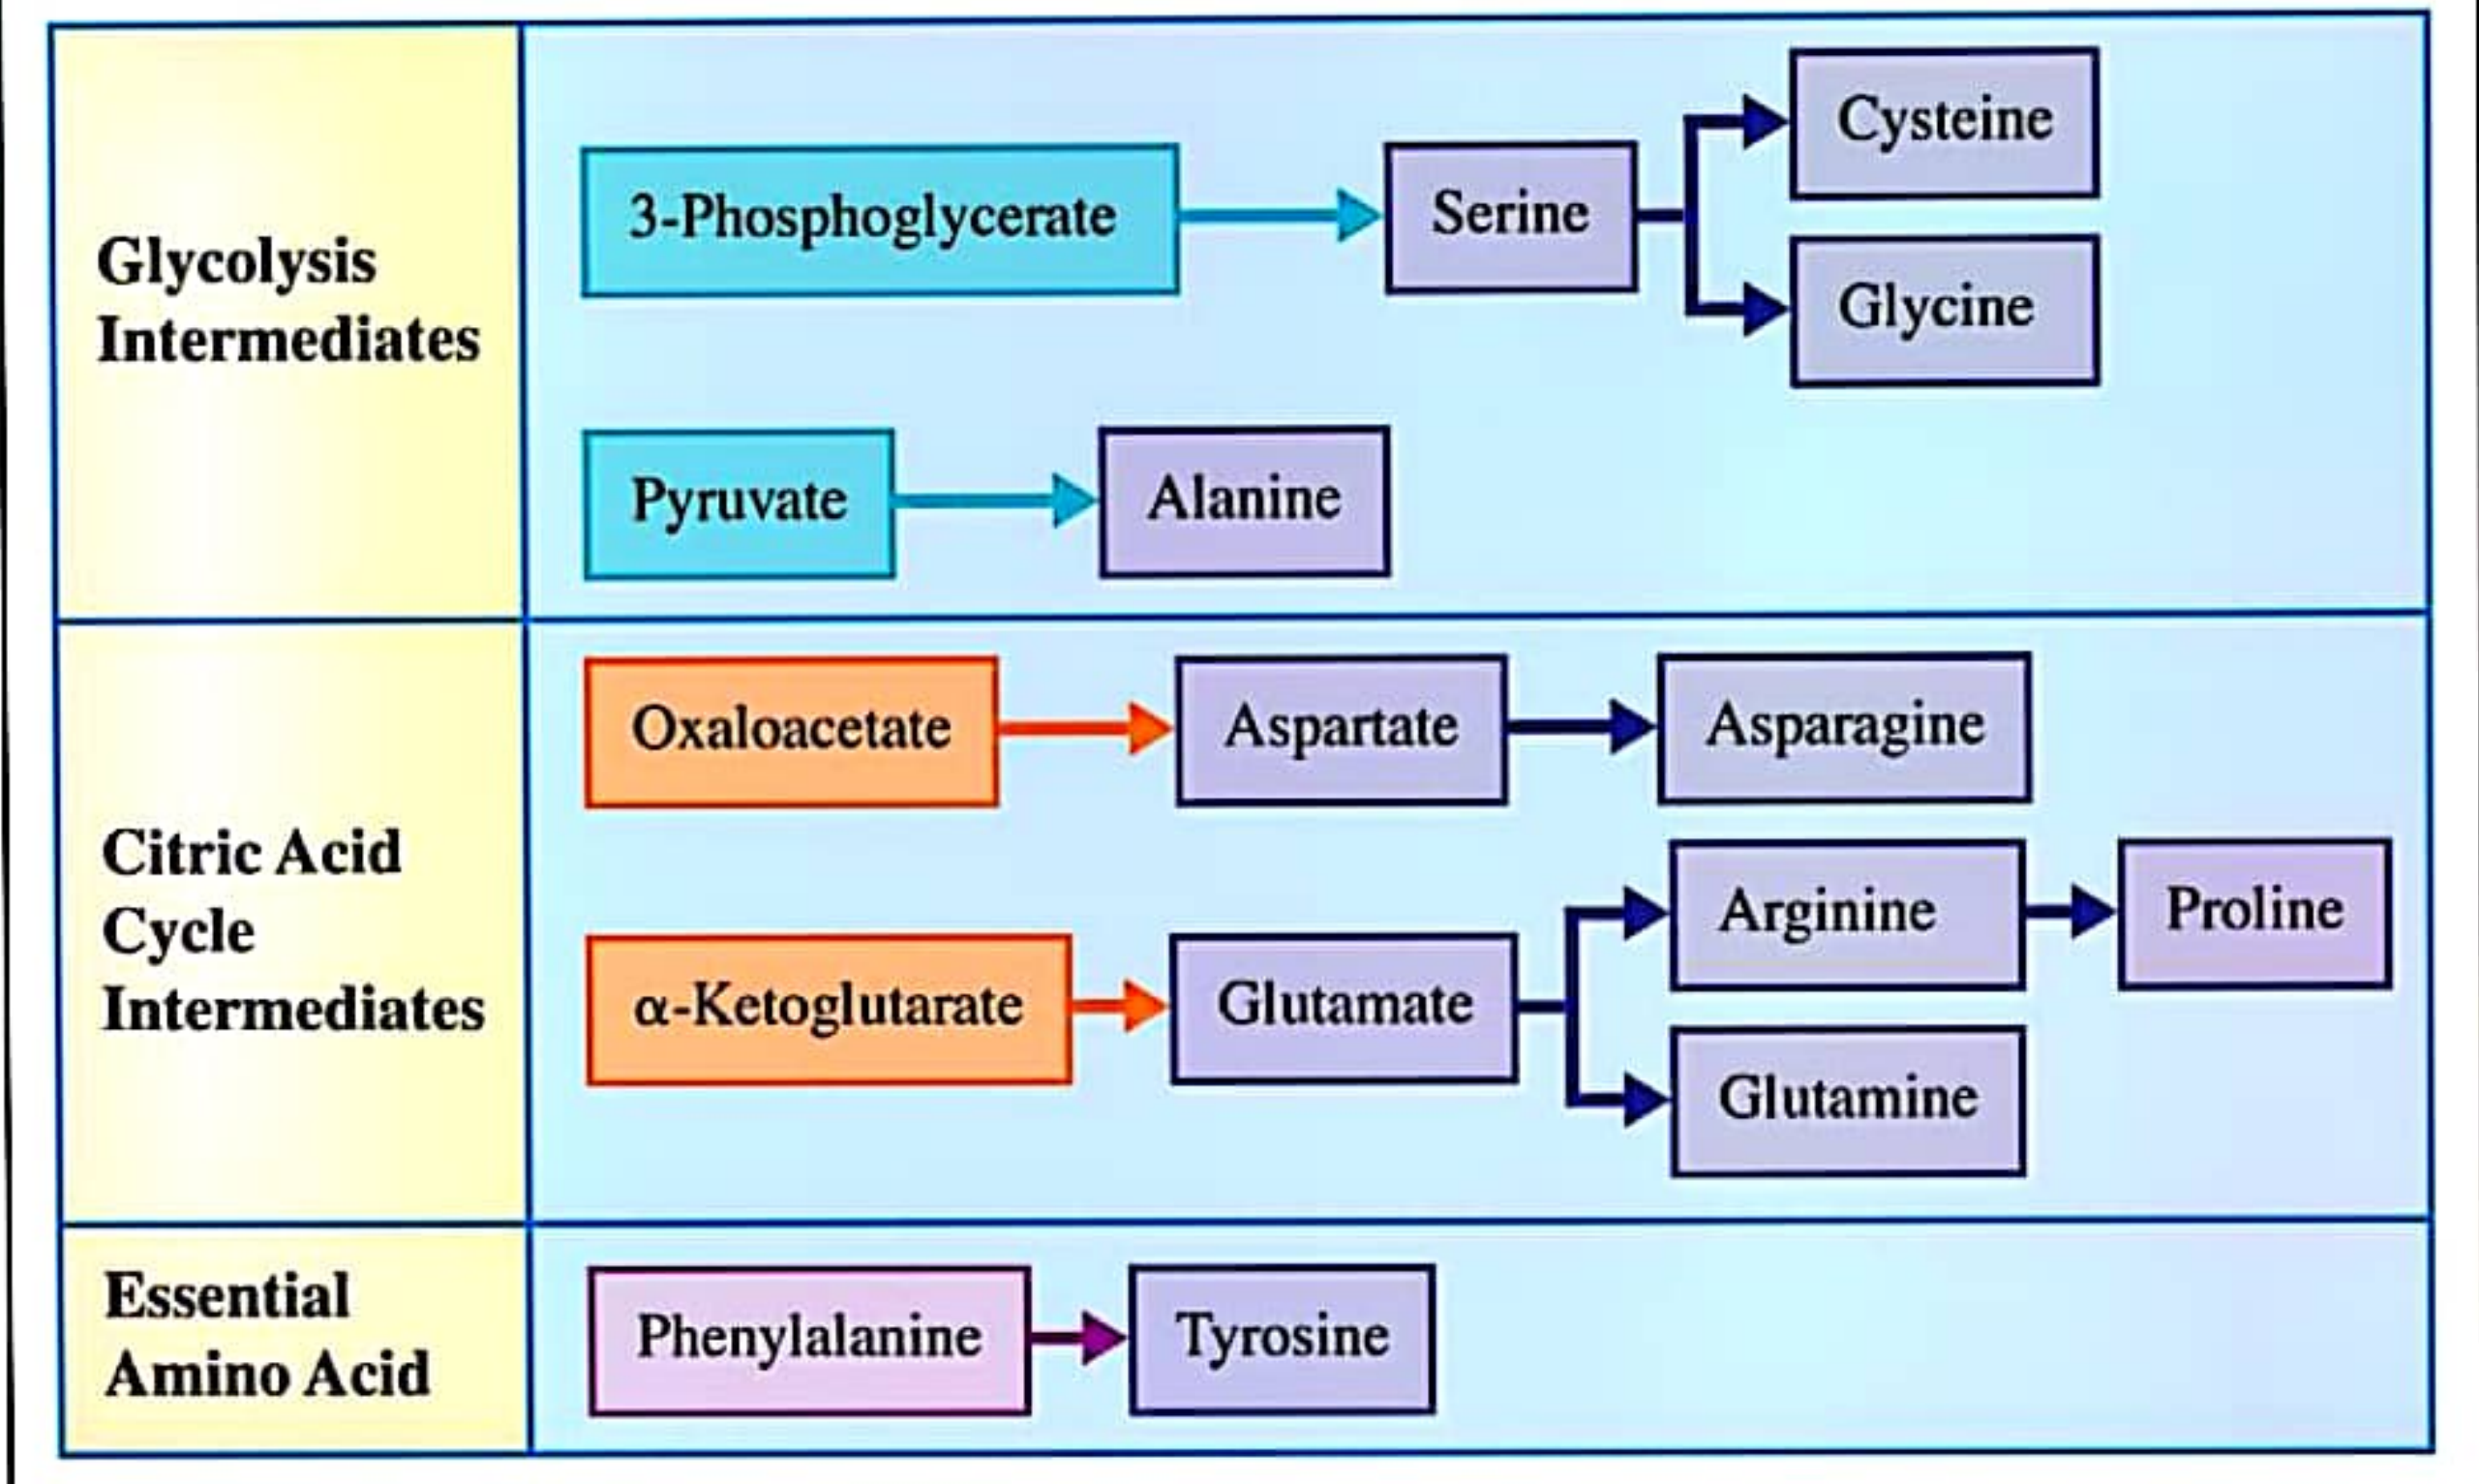 Glycolysis
Intermediates
3-Phosphoglycerate
Serine
Cysteine
Glycine
Pyruvate
Alanine
Citric Acid
Cycle
Intermediates
Oxaloacetate
Aspartate
Asparagine
α-Ketoglutarate
Glutamate
Arginine
Proline
Glutamine
Essential
Amino Acid
Phenylalanine
Tyrosine